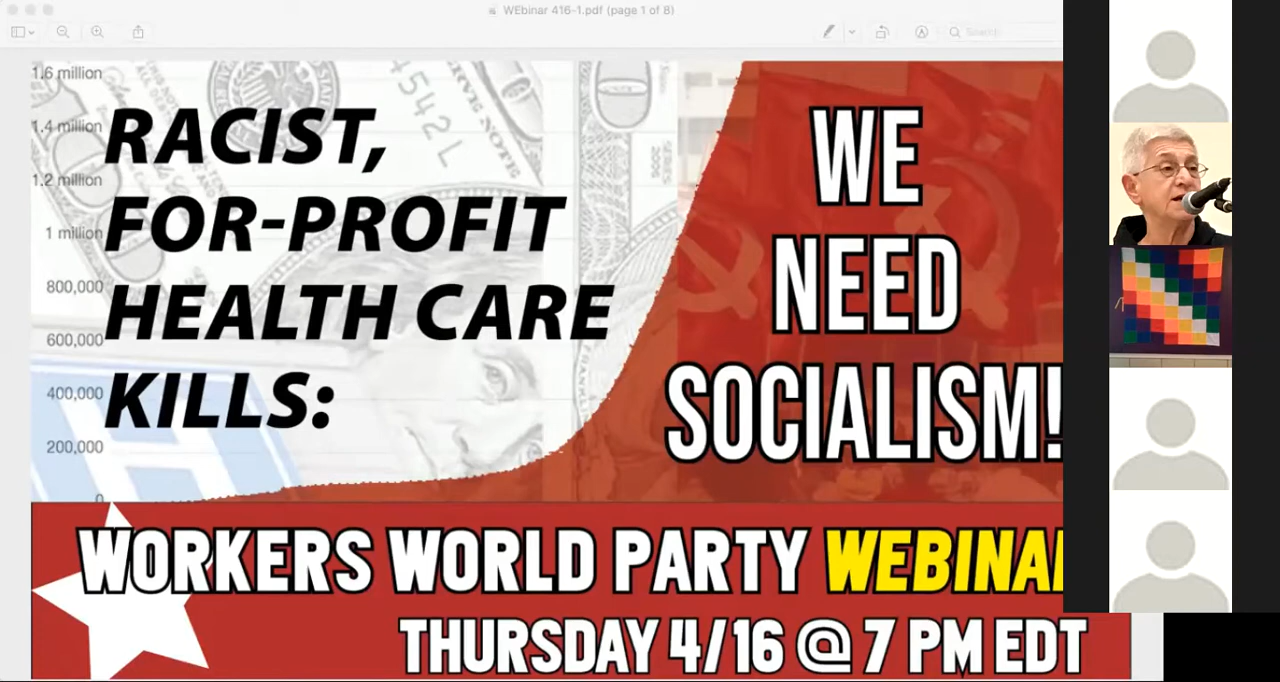 WEbinar 416-1.pdf (page 1 of 8)
Search
1.6 million
1.4 million
1.2 million
1 million
800,000
600,000
400,000
200,000
0
RACIST,
FOR-PROFIT
HEALTH CARE
KILLS:
WE
NEED
SOCIALISM!
WORKERS WORLD PARTY WEBINAR
THURSDAY 4/16 @ 7 PM EDT